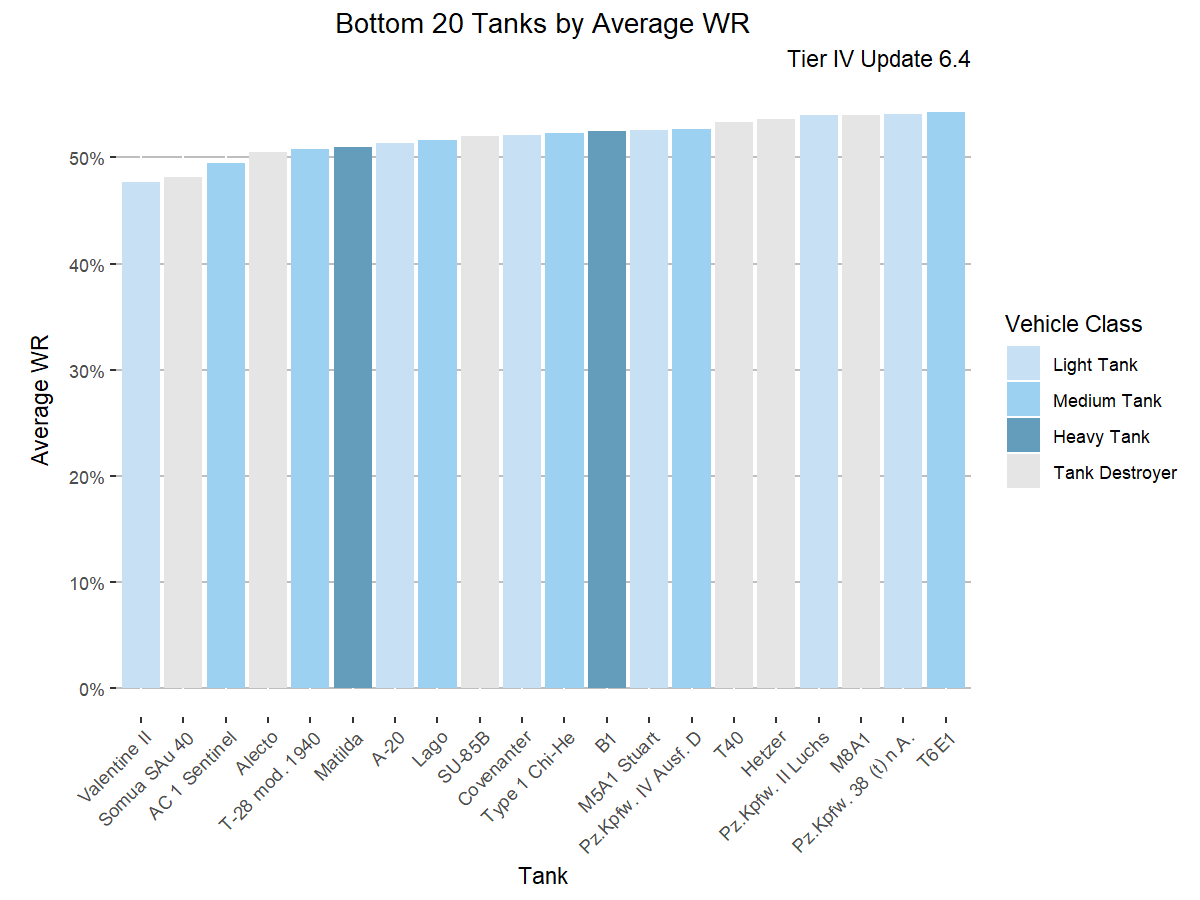 Bottom 20 Tanks by Average WR
Tier IV Update 6.4
Average WR
50%
40%
30%
20%
10%
0%
Valentine II
Somua SAu 40
AC 1 Sentinel
Alecto
T-28 mod. 1940
Matilda
A-20
Lago
SU-85B
Covenanter
Type 1 Chi-He
B1
M5A1 Stuart
Pz.Kpfw. IV Ausf. D
T40
Hetzer
Pz.Kpfw. II Luchs
M8A1
Pz.Kpfw. 38 (t) n.A.
T6E1
Tank
Vehicle Class
Light Tank
Medium Tank
Heavy Tank
Tank Destroyer